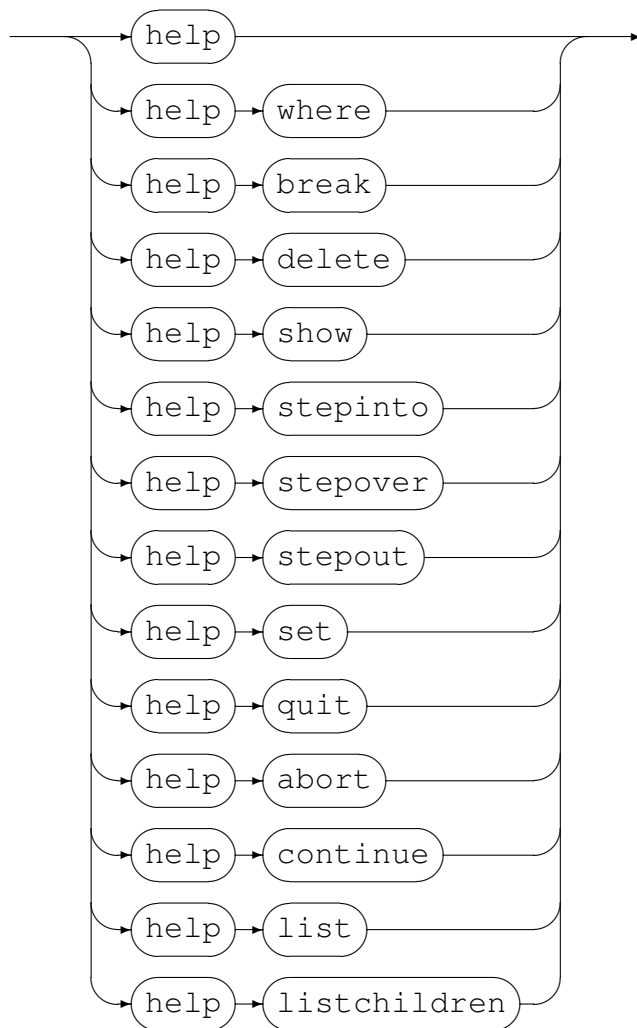 help
help where
help break
help delete
help show
help stepinto
help stepover
help stepout
help set
help quit
help abort
help continue
help list
help listchildren